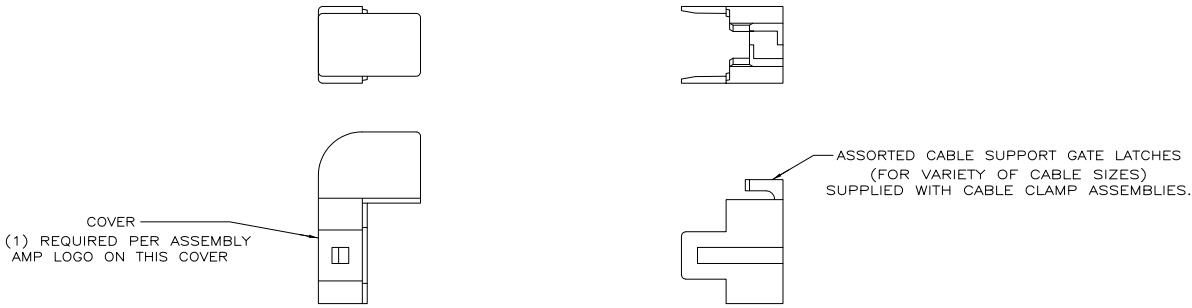 ASSORTED CABLE SUPPORT GATE LATCHES
(FOR VARIETY OF CABLE SIZES)
SUPPLIED WITH CABLE CLAMP ASSEMBLIES.
COVER
(1) REQUIRED PER ASSEMBLY
AMP LOGO ON THIS COVER